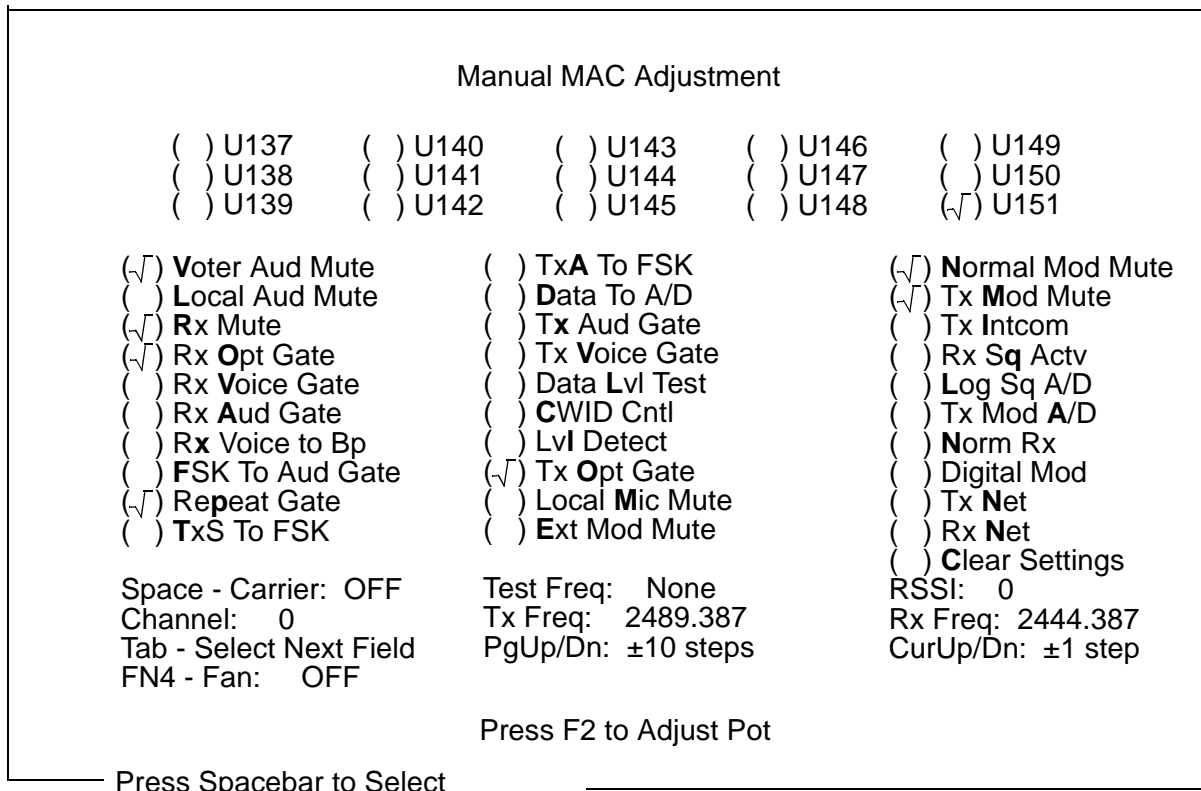 Manual MAC Adjustment
( ) U137 ( ) U140 ( ) U143 ( ) U146 ( ) U149
( ) U138 ( ) U141 ( ) U144 ( ) U147 ( ) U150
( ) U139 ( ) U142 ( ) U145 ( ) U148 (√) U151
(√) Voter Aud Mute ( ) TxA To FSK (√) Normal Mod Mute
( ) Local Aud Mute ( ) Data To A/D (√) Tx Mod Mute
(√) Rx Mute ( ) Tx Aud Gate ( ) Tx Intcom
(√) Rx Opt Gate ( ) Tx Voice Gate ( ) Rx Sq Actv
( ) Rx Voice Gate ( ) Data Lvl Test ( ) Log Sq A/D
( ) Rx Aud Gate ( ) CWID Cntl ( ) Tx Mod A/D
( ) Rx Voice to Bp ( ) Lvl Detect ( ) Norm Rx
( ) FSK To Aud Gate (√) Tx Opt Gate ( ) Digital Mod
(√) Repeat Gate ( ) Local Mic Mute ( ) Tx Net
( ) TxS To FSK ( ) Ext Mod Mute ( ) Rx Net
( ) Clear Settings
Space - Carrier: OFF Test Freq: None RSSI: 0
Channel: 0 Tx Freq: 2489.387 Rx Freq: 2444.387
Tab - Select Next Field PgUp/Dn: ±10 steps CurUp/Dn: ±1 step
FN4 - Fan: OFF
Press F2 to Adjust Pot
Press Spacebar to Select